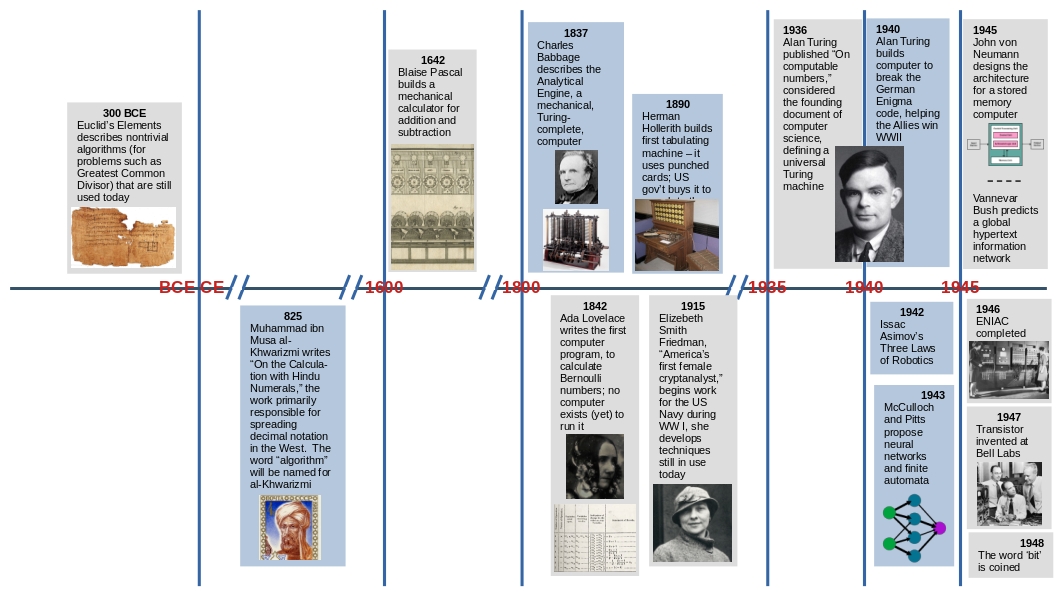 300 BCE
Euclid's Elements
describes nontrivial
algorithms (for
problems such as
Greatest Common
Divisor) that are still
used today
1642
Blaise Pascal
builds a
mechanical
calculator for
addition and
subtraction
1837
Charles
Babbage
describes the
Analytical
Engine, a
mechanical,
Turing-
complete,
computer
1890
Herman
Hollerith builds
first tabulating
machine – it
uses punched
cards; US
gov't buys it to
1936
Alan Turing
published “On
computable
numbers,”
considered
the founding
document of
computer
science,
defining a
universal
Turing
machine
1940
Alan Turing
builds
computer to
break the
German
Enigma
code, helping
the Allies win
WWII
1945
John von
Neumann
designs the
architecture
for a stored
memory
computer
Vannevar
Bush predicts
a global
hypertext
information
network
BCE CE
1600
1800
1935
1940
1945
825
Muhammad ibn
Musa al-
Khwarizmi writes
“On the Calcula-
tion with Hindu
Numerals,” the
work primarily
responsible for
spreading
decimal notation
in the West. The
word “algorithm”
will be named for
al-Khwarizmi
1842
Ada Lovelace
writes the first
computer
program, to
calculate
Bernoulli
numbers; no
computer
exists (yet) to
run it
1915
Elizebeth
Smith
Friedman,
“America's
first female
cryptanalyst,”
begins work
for the US
Navy during
WW I, she
develops
techniques
still in use
today
1942
Issac
Asimov's
Three Laws
of Robotics
1943
McCulloch
and Pitts
propose
neural
networks
and finite
automata
1946
ENIAC
completed
1947
Transistor
invented at
Bell Labs
1948
The word ‘bit’
is coined